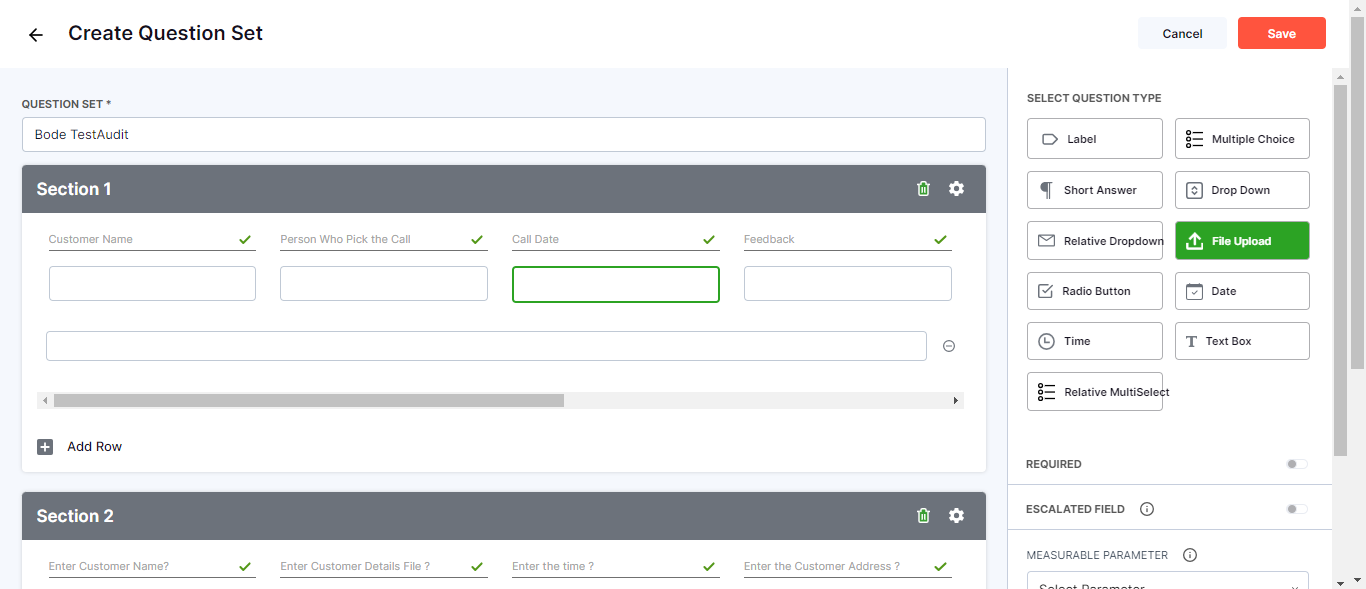 Create Question Set
Cancel
Save
QUESTION SET *
Bode TestAudit
Section 1
Customer Name
Person Who Pick the Call
Call Date
Feedback
Add Row
Section 2
Enter Customer Name?
Enter Customer Details File ?
Enter the time ?
Enter the Customer Address ?
SELECT QUESTION TYPE
Label
Multiple Choice
Short Answer
Drop Down
Relative Dropdown
File Upload
Radio Button
Date
Time
Text Box
Relative MultiSelect
REQUIRED
ESCALATED FIELD
MEASURABLE PARAMETER
Select Parameter